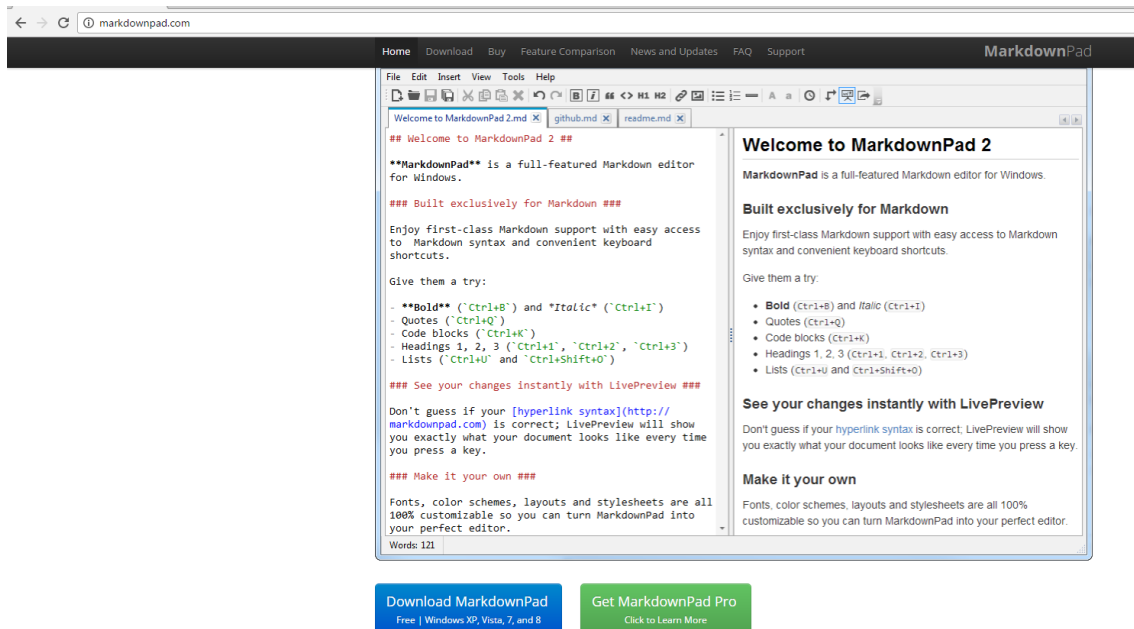 markdownpad.com
Home Download Buy Feature Comparison News and Updates FAQ Support MarkdownPad
File Edit Insert View Tools Help
B i “ <> H1 H2 A a
Welcome to MarkdownPad 2.md github.md readme.md
## Welcome to MarkdownPad 2 ##
**MarkdownPad** is a full-featured Markdown editor
for Windows.
### Built exclusively for Markdown ###
Enjoy first-class Markdown support with easy access
to  Markdown syntax and convenient keyboard
shortcuts.
Give them a try:
- **Bold** (`Ctrl+B`) and *Italic* (`Ctrl+I`)
- Quotes (`Ctrl+Q`)
- Code blocks (`Ctrl+K`)
- Headings 1, 2, 3 (`Ctrl+1`, `Ctrl+2`, `Ctrl+3`)
- Lists (`Ctrl+U` and `Ctrl+Shift+O`)
### See your changes instantly with LivePreview ###
Don't guess if your [hyperlink syntax](http://
markdownpad.com) is correct; LivePreview will show
you exactly what your document looks like every time
you press a key.
### Make it your own ###
Fonts, color schemes, layouts and stylesheets are all
100% customizable so you can turn MarkdownPad into
your perfect editor.
Welcome to MarkdownPad 2
MarkdownPad is a full-featured Markdown editor for Windows.
Built exclusively for Markdown
Enjoy first-class Markdown support with easy access to Markdown
syntax and convenient keyboard shortcuts.
Give them a try:
• Bold (Ctrl+B) and Italic (Ctrl+I)
• Quotes (Ctrl+Q)
• Code blocks (Ctrl+K)
• Headings 1, 2, 3 (Ctrl+1, Ctrl+2, Ctrl+3)
• Lists (Ctrl+U and Ctrl+Shift+O)
See your changes instantly with LivePreview
Don't guess if your hyperlink syntax is correct; LivePreview will show
you exactly what your document looks like every time you press a key.
Make it your own
Fonts, color schemes, layouts and stylesheets are all 100%
customizable so you can turn MarkdownPad into your perfect editor.
Words: 121
Download MarkdownPad
Free | Windows XP, Vista, 7, and 8
Get MarkdownPad Pro
Click to Learn More